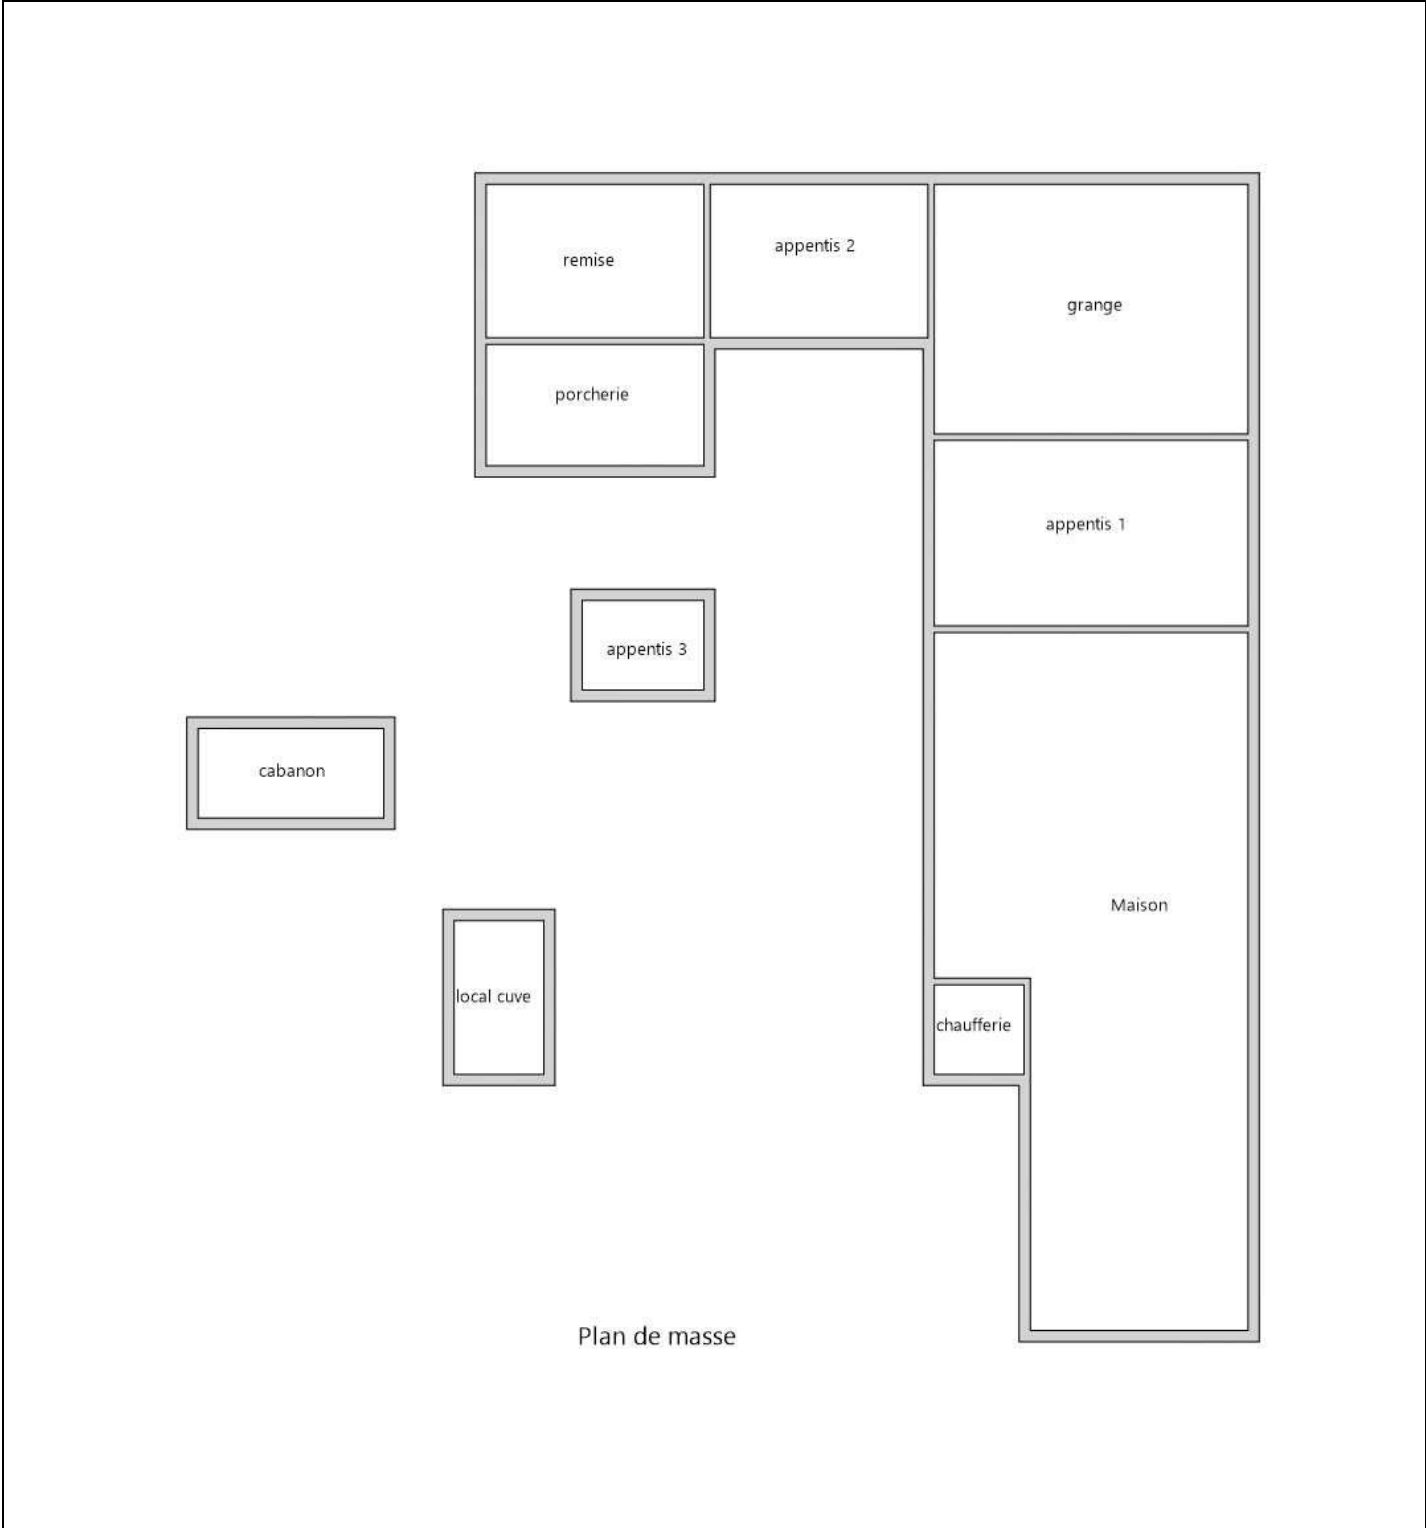 appentis 2
remise
grange
porcherie
appentis 1
appentis 3
cabanon
Maison
local cuve
chaufferie
Plan de masse